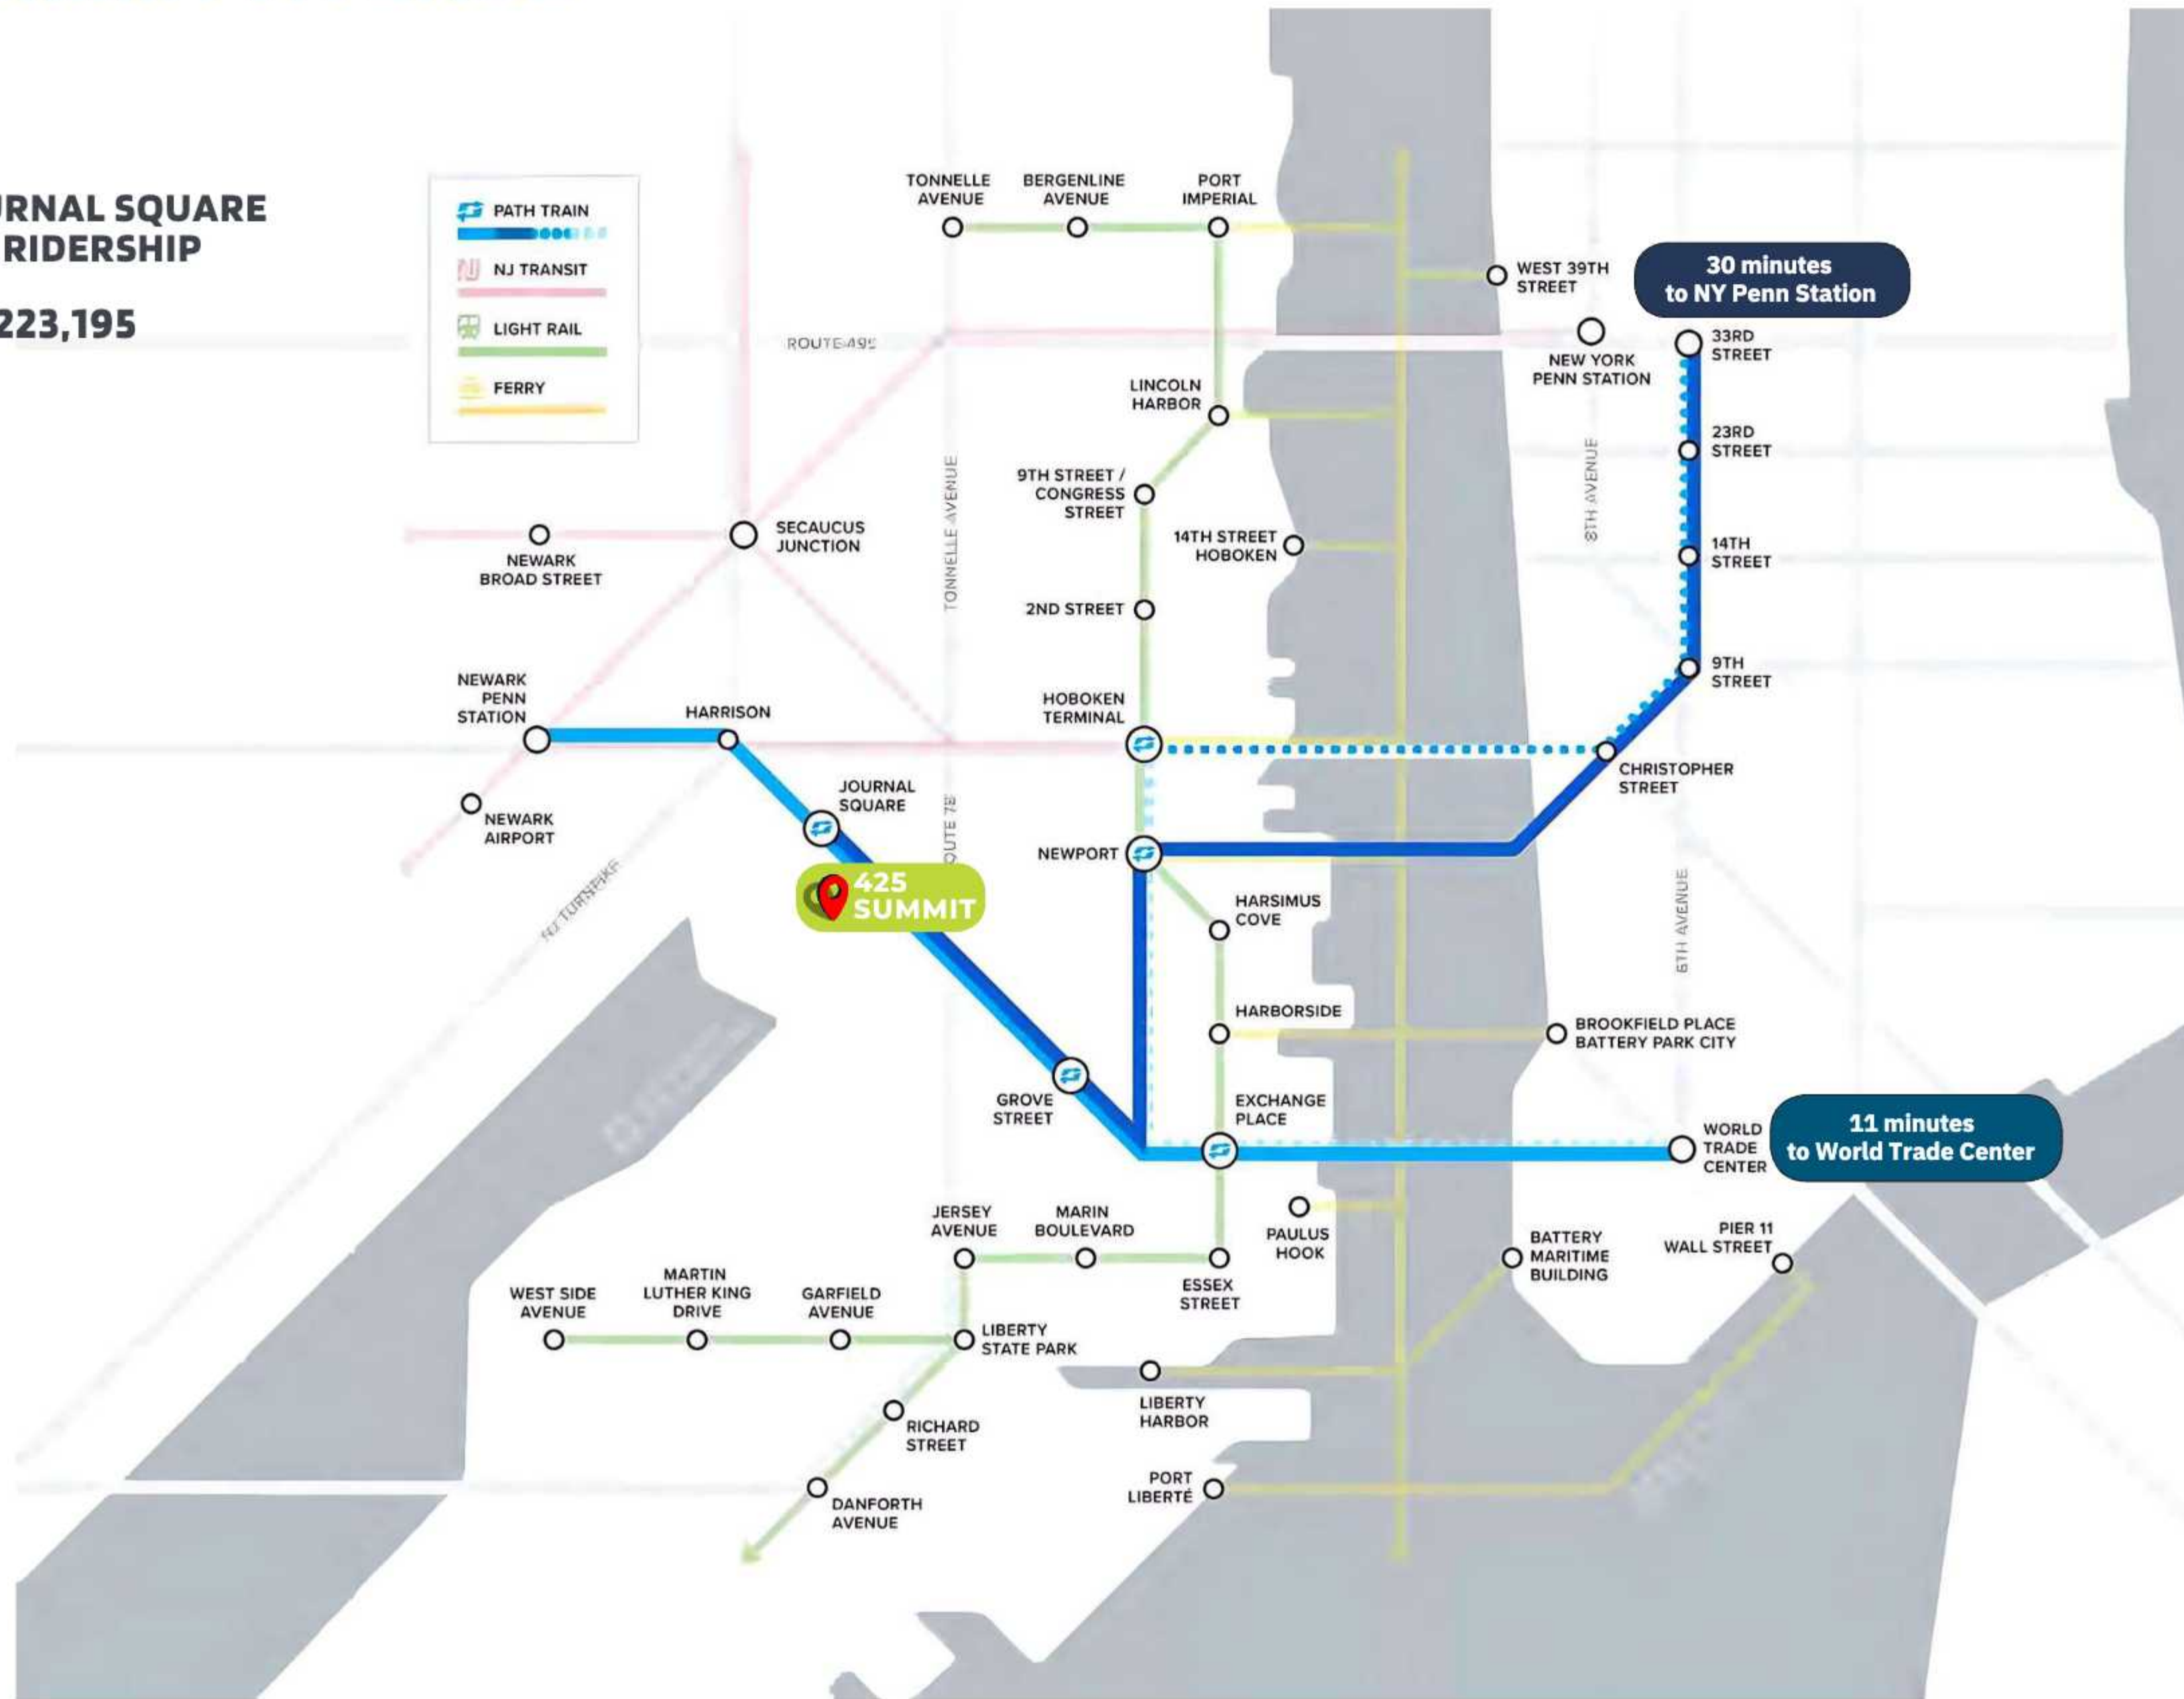 RNAL SQUARE
RIDERSHIP
223,195
PATH TRAIN
NJ TRANSIT
LIGHT RAIL
FERRY
TONNELLE
AVENUE
BERGENLINE
AVENUE
PORT
IMPERIAL
WEST 39TH
STREET
30 minutes
to NY Penn Station
ROUTE 495
NEW YORK
PENN STATION
33RD
STREET
LINCOLN
HARBOR
23RD
STREET
8TH AVENUE
TONNELLE AVENUE
9TH STREET /
CONGRESS
STREET
14TH STREET
HOBOKEN
14TH
STREET
NEWARK
BROAD STREET
SECAUCUS
JUNCTION
2ND STREET
NEWARK
PENN
STATION
HARRISON
HOBOKEN
TERMINAL
9TH
STREET
CHRISTOPHER
STREET
JOURNAL
SQUARE
NEWARK
AIRPORT
OUTE 78
NEWPORT
NJ TURNPIKE
425
SUMMIT
HARSIMUS
COVE
6TH AVENUE
HARBORSIDE
BROOKFIELD PLACE
BATTERY PARK CITY
GROVE
STREET
EXCHANGE
PLACE
WORLD
TRADE
CENTER
11 minutes
to World Trade Center
JERSEY
AVENUE
MARIN
BOULEVARD
PAULUS
HOOK
BATTERY
MARITIME
BUILDING
PIER 11
WALL STREET
WEST SIDE
AVENUE
MARTIN
LUTHER KING
DRIVE
GARFIELD
AVENUE
ESSEX
STREET
LIBERTY
STATE PARK
LIBERTY
HARBOR
RICHARD
STREET
PORT
LIBERTÉ
DANFORTH
AVENUE